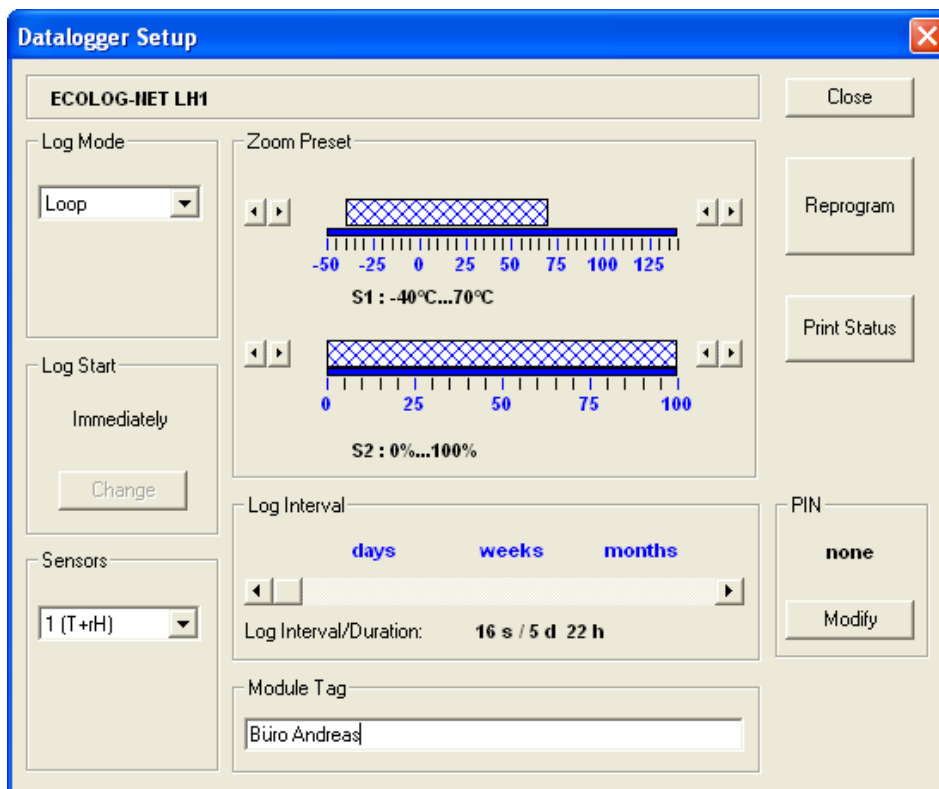 Datalogger Setup
ECOLOG-NET LH1
Close
Log Mode
Loop
Zoom Preset
-50 -25 0 25 50 75 100 125
S1 : -40°C...70°C
0 25 50 75 100
S2 : 0%...100%
Reprogram
Print Status
Log Start
Immediately
Change
Sensors
1 (T+rH)
Log Interval
days weeks months
Log Interval/Duration: 16 s / 5 d 22 h
PIN
none
Modify
Module Tag
Büro Andreas